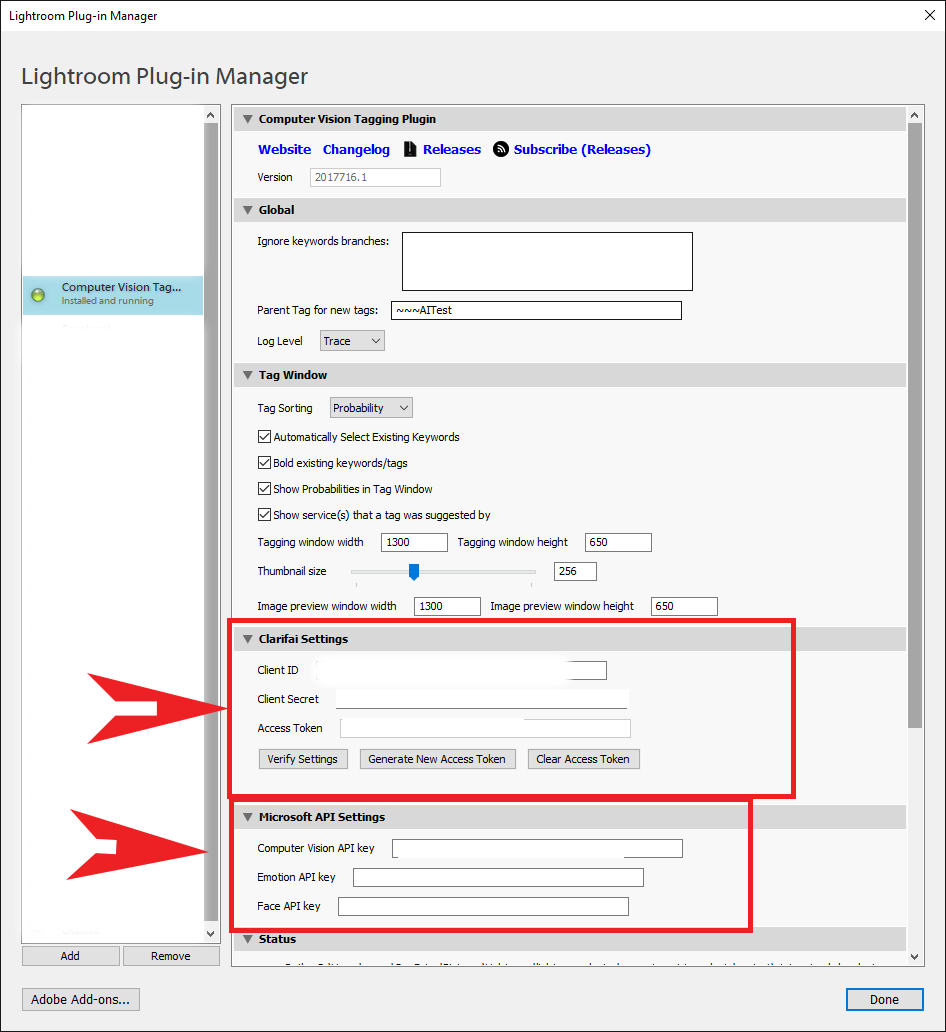 Lightroom Plug-in Manager
Lightroom Plug-in Manager
Computer Vision Tag...
Installed and running
Add Remove
Computer Vision Tagging Plugin
Website Changelog Releases Subscribe (Releases)
Version 2017716.1
Global
Ignore keywords branches:
Parent Tag for new tags: ~~~AITest
Log Level Trace
Tag Window
Tag Sorting Probability
Automatically Select Existing Keywords
Bold existing keywords/tags
Show Probabilities in Tag Window
Show service(s) that a tag was suggested by
Tagging window width 1300 Tagging window height 650
Thumbnail size 256
Image preview window width 1300 Image preview window height 650
Clarifai Settings
Client ID
Client Secret
Access Token
Verify Settings Generate New Access Token Clear Access Token
Microsoft API Settings
Computer Vision API key
Emotion API key
Face API key
Status
Adobe Add-ons... Done